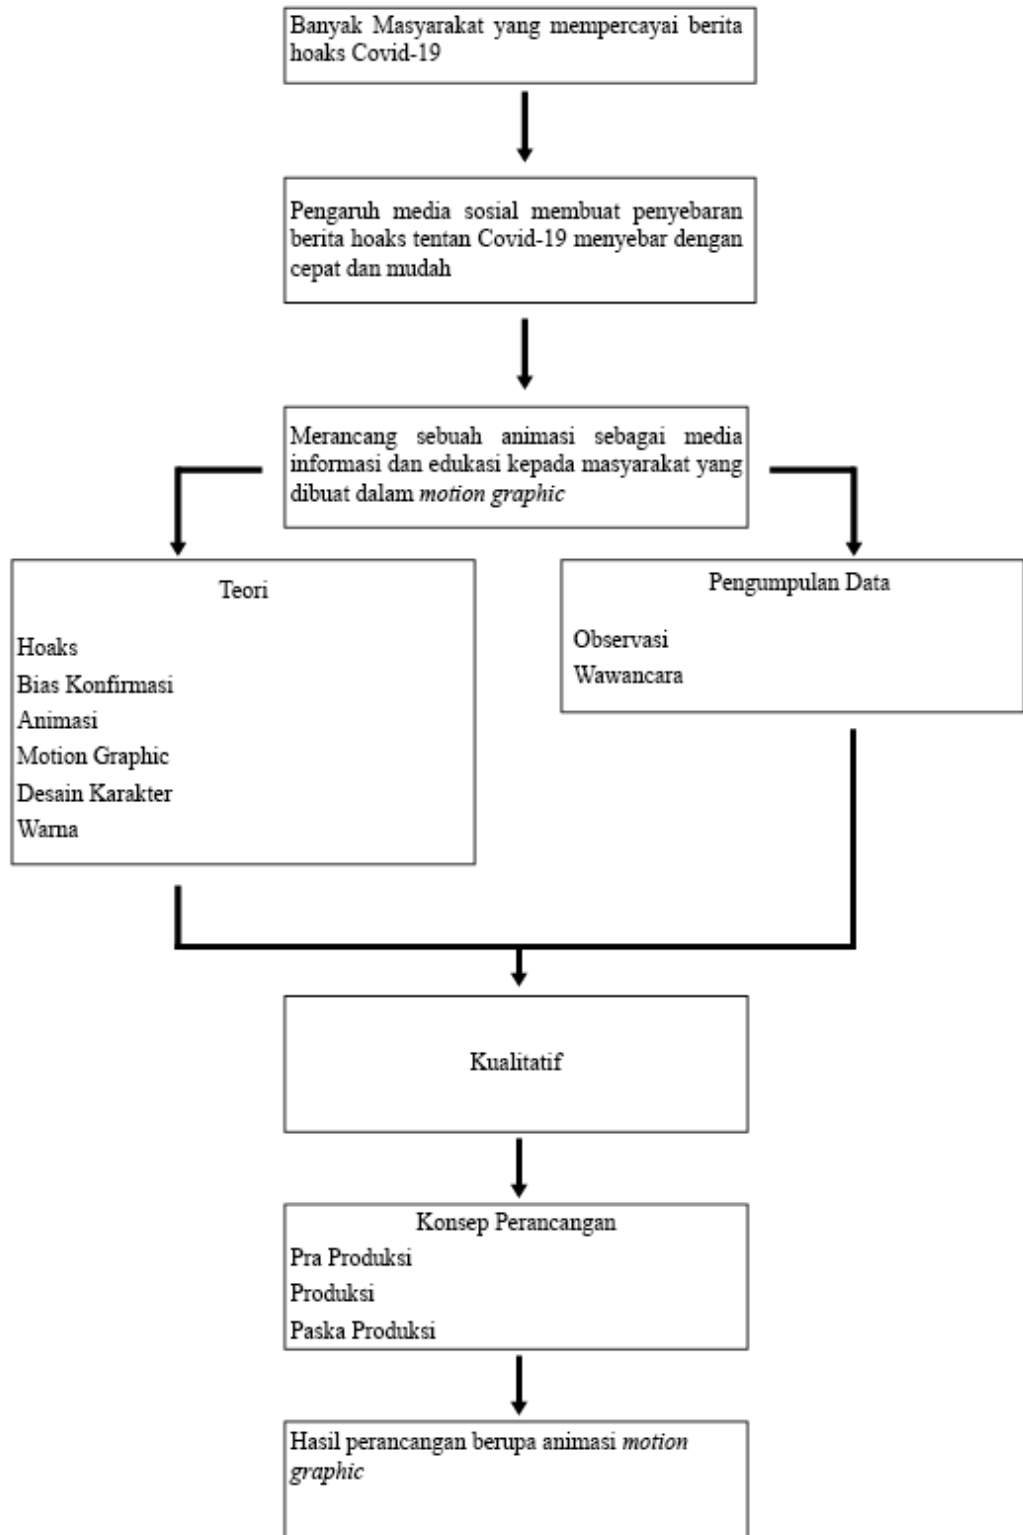 Banyak Masyarakat yang mempercayai berita
hoaks Covid-19
Pengaruh media sosial membuat penyebaran
berita hoaks tentan Covid-19 menyebar dengan
cepat dan mudah
Merancang sebuah animasi sebagai media
informasi dan edukasi kepada masyarakat yang
dibuat dalam motion graphic
Teori
Hoaks
Bias Konfirmasi
Animasi
Motion Graphic
Desain Karakter
Warna
Pengumpulan Data
Observasi
Wawancara
Kualitatif
Konsep Perancangan
Pra Produksi
Produksi
Paska Produksi
Hasil perancangan berupa animasi motion
graphic